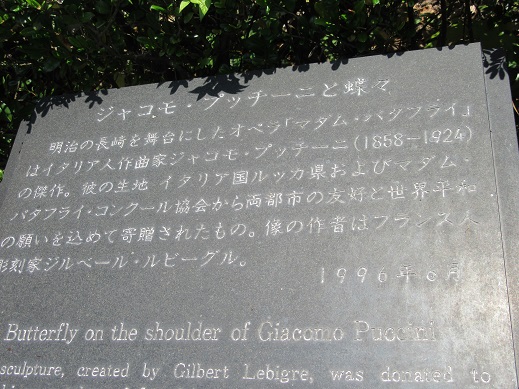 ジャコモ・プッチーニと蝶々
明治の長崎を舞台にしたオペラ「マダム・バタフライ」
はイタリア人作曲家ジャコモ・プッチーニ(1858−1924)
の傑作。彼の生地 イタリア国ルッカ県およびマダム・
バタフライ・コンクール協会から両都市の友好と世界平和
の願いを込めて寄贈されたもの。像の作者はフランス人
彫刻家ジルベール・ルビーグル。
1996年6月
Butterfly on the shoulder of Giacomo Puccini
sculpture, created by Gilbert Lebigre, was donated to